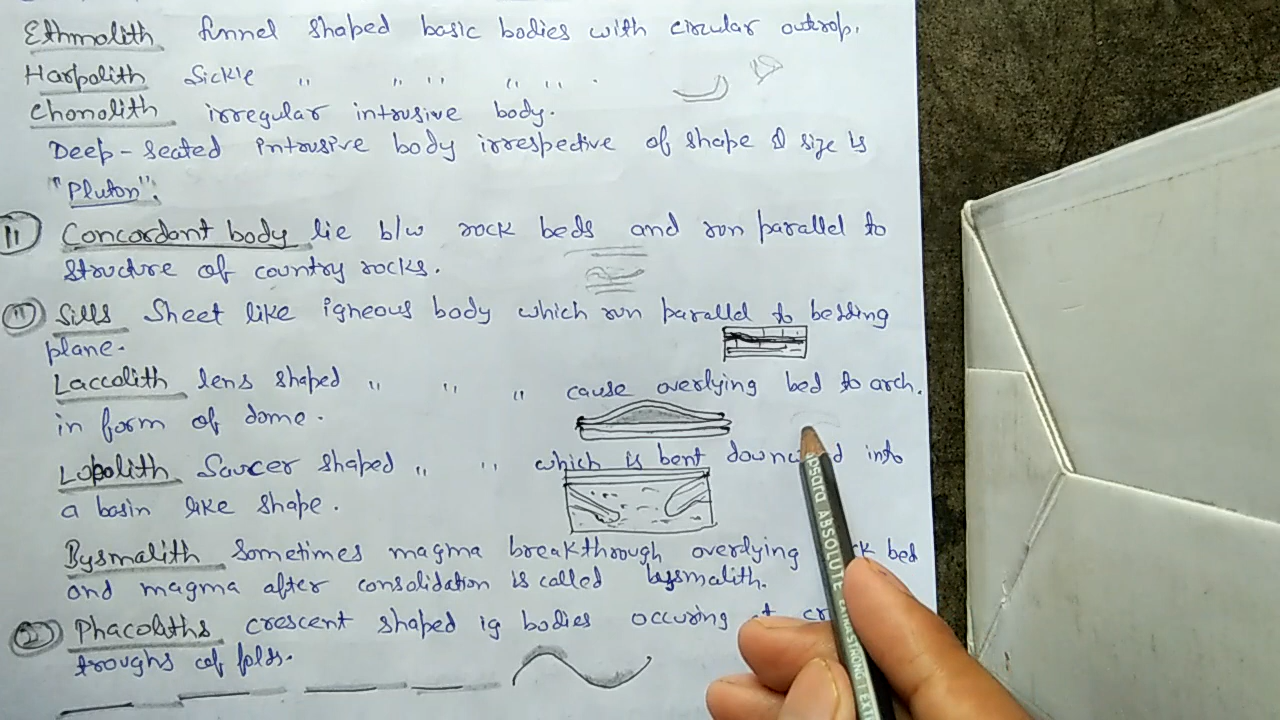 Ethmolith funnel shaped basic bodies with circular outcrop.
Harpolith Sickle " " " " " .
Chonolith irregular intrusive body.
Deep-seated intrusive body irrespective of shape & size is
"Pluton".
11 Concordant body lie b/w rock beds and run parallel to
structure of country rocks.
Sills Sheet like igneous body which run parallel to bedding
plane.
Laccolith lens shaped " " " cause overlying bed to arch.
in form of dome.
Lopolith Saucer shaped " " which is bent into
a basin like shape.
Bysmalith Sometimes magma breakthrough overlying bed
and magma after consolidation is called bysmalith.
2 Phacoliths crescent shaped ig bodies occuring at
troughs of folds.
apsara ABSOLUTE